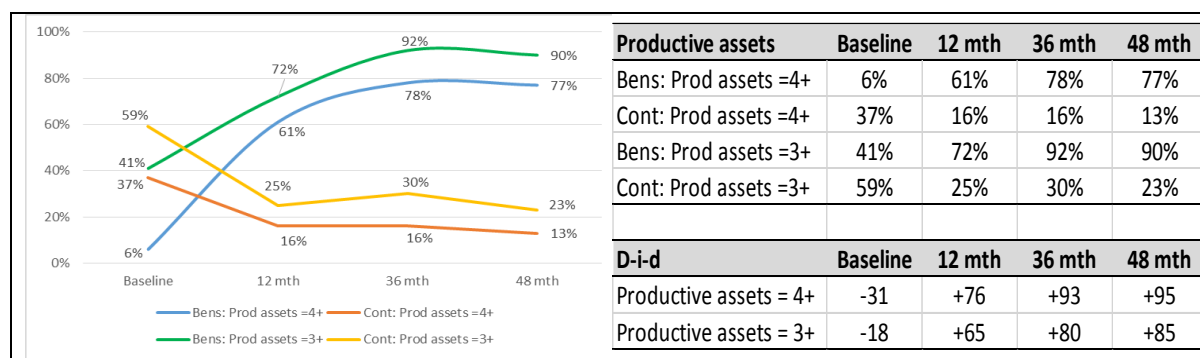 100%
80%
60%
40%
20%
0%
59%
41%
37%
6%
72%
61%
25%
16%
92%
78%
30%
16%
90%
77%
23%
13%
Baseline 12 mth 36 mth 48 mth
Bens: Prod assets =4+ Cont: Prod assets =4+
Bens: Prod assets =3+ Cont: Prod assets =3+
Productive assets Baseline 12 mth 36 mth 48 mth
Bens: Prod assets =4+ 6% 61% 78% 77%
Cont: Prod assets =4+ 37% 16% 16% 13%
Bens: Prod assets =3+ 41% 72% 92% 90%
Cont: Prod assets =3+ 59% 25% 30% 23%
D-i-d Baseline 12 mth 36 mth 48 mth
Productive assets = 4+ -31 +76 +93 +95
Productive assets = 3+ -18 +65 +80 +85